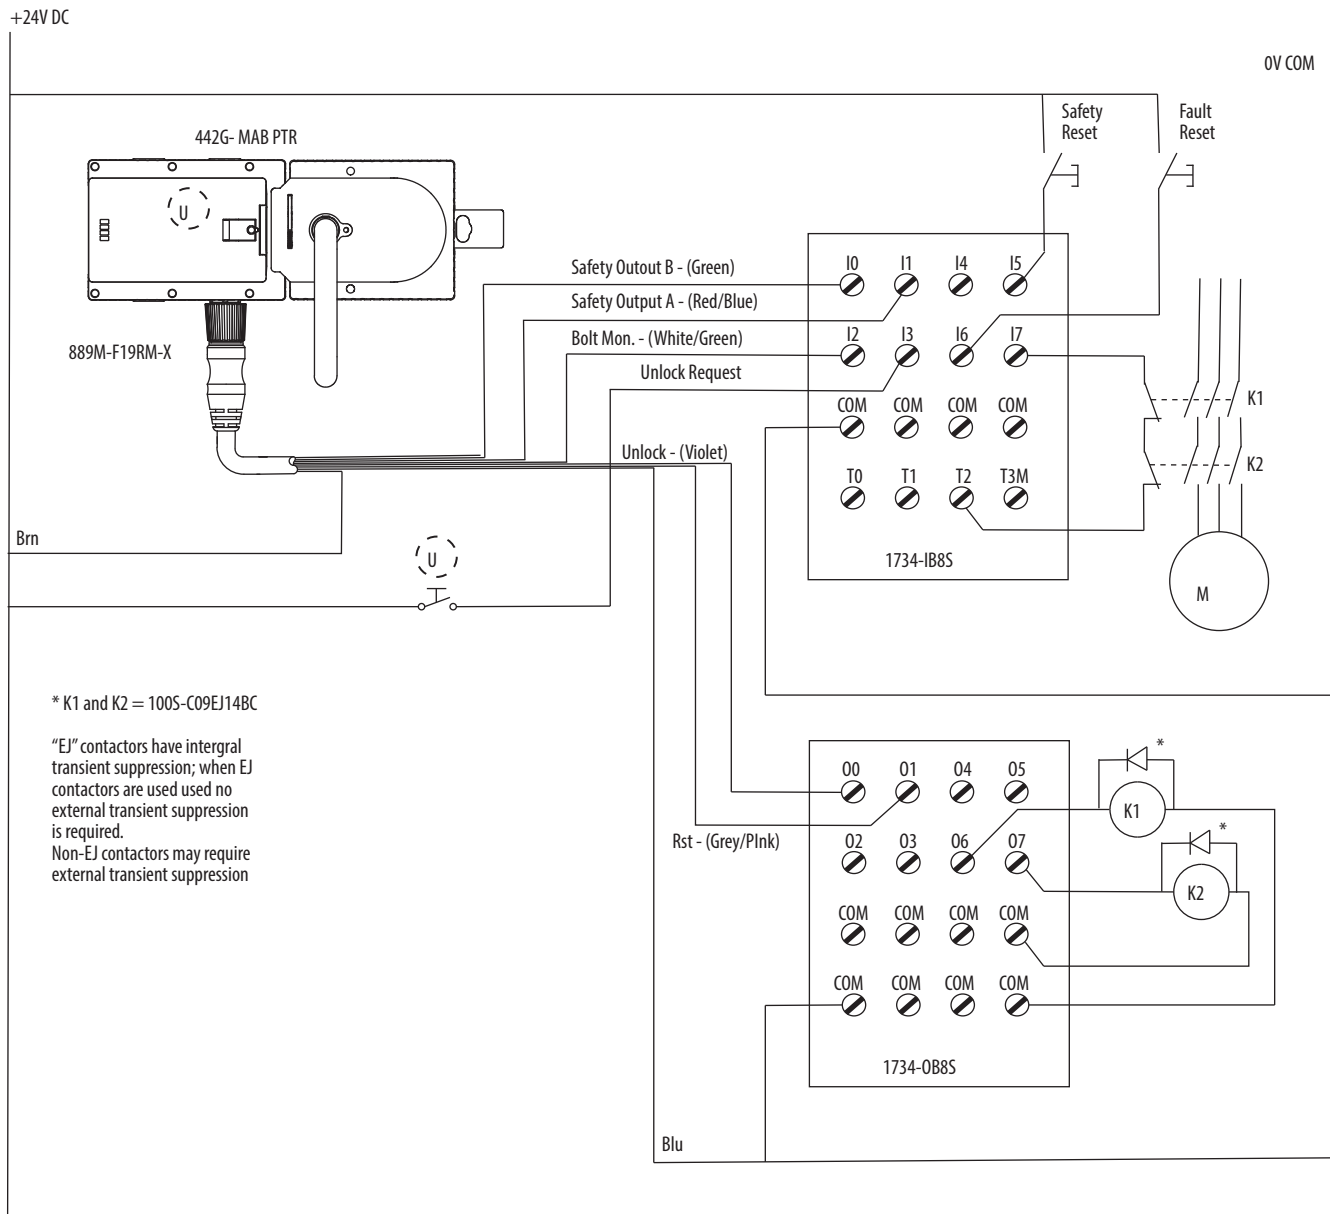 +24V DC
0V COM
442G- MAB PTR
Safety
Reset
Fault
Reset
U
889M-F19RM-X
Safety Outout B - (Green)
Safety Output A - (Red/Blue)
Bolt Mon. - (White/Green)
Unlock Request
Unlock - (Violet)
I0 I1 I4 I5
I2 I3 I6 I7
COM COM COM COM
T0 T1 T2 T3M
1734-IB8S
K1
K2
M
Brn
U
* K1 and K2 = 100S-C09EJ14BC
“EJ” contactors have intergral
transient suppression; when EJ
contactors are used used no
external transient suppression
is required.
Non-EJ contactors may require
external transient suppression
Rst - (Grey/PInk)
O0 O1 O4 O5
O2 O3 O6 O7
COM COM COM COM
COM COM COM COM
1734-OB8S
*
K1
*
K2
Blu